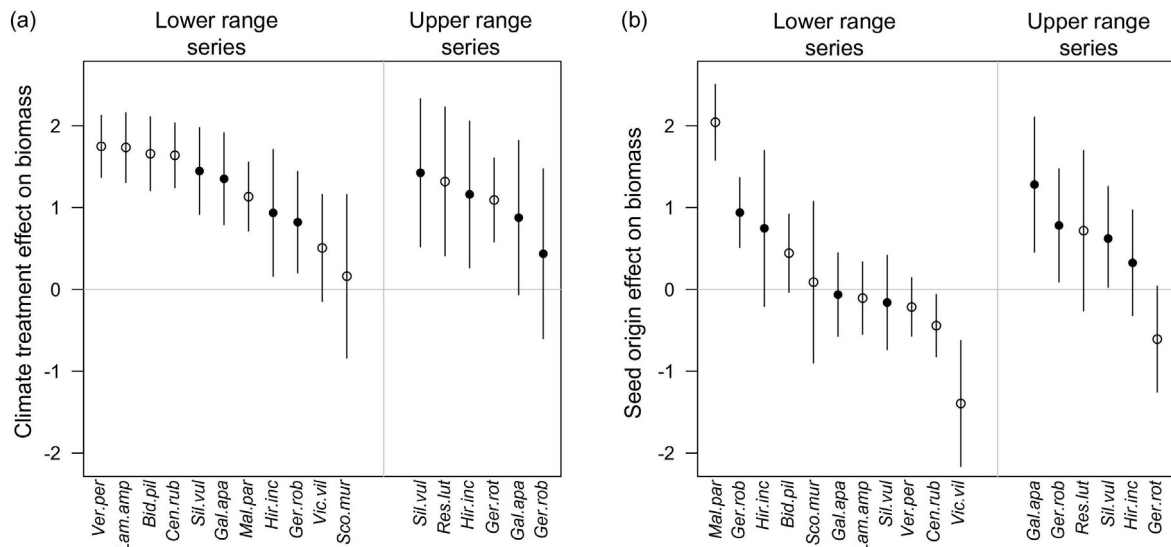 (a)
Lower range
series
Upper range
series
Climate treatment effect on biomass
2
1
0
-1
-2
Ver.per
.am.amp
Bid.pil
Cen.rub
Sil.vul
Gal.apa
Mal.par
Hir.inc
Ger.rob
Vic.vil
Sco.mur
Sil.vul
Res.lut
Hir.inc
Ger.rot
Gal.apa
Ger.rob
(b)
Lower range
series
Upper range
series
Seed origin effect on biomass
2
1
0
-1
-2
Mal.par
Ger.rob
Hir.inc
Bid.pil
Sco.mur
Gal.apa
.am.amp
Sil.vul
Ver.per
Cen.rub
Vic.vil
Gal.apa
Ger.rob
Res.lut
Sil.vul
Hir.inc
Ger.rot